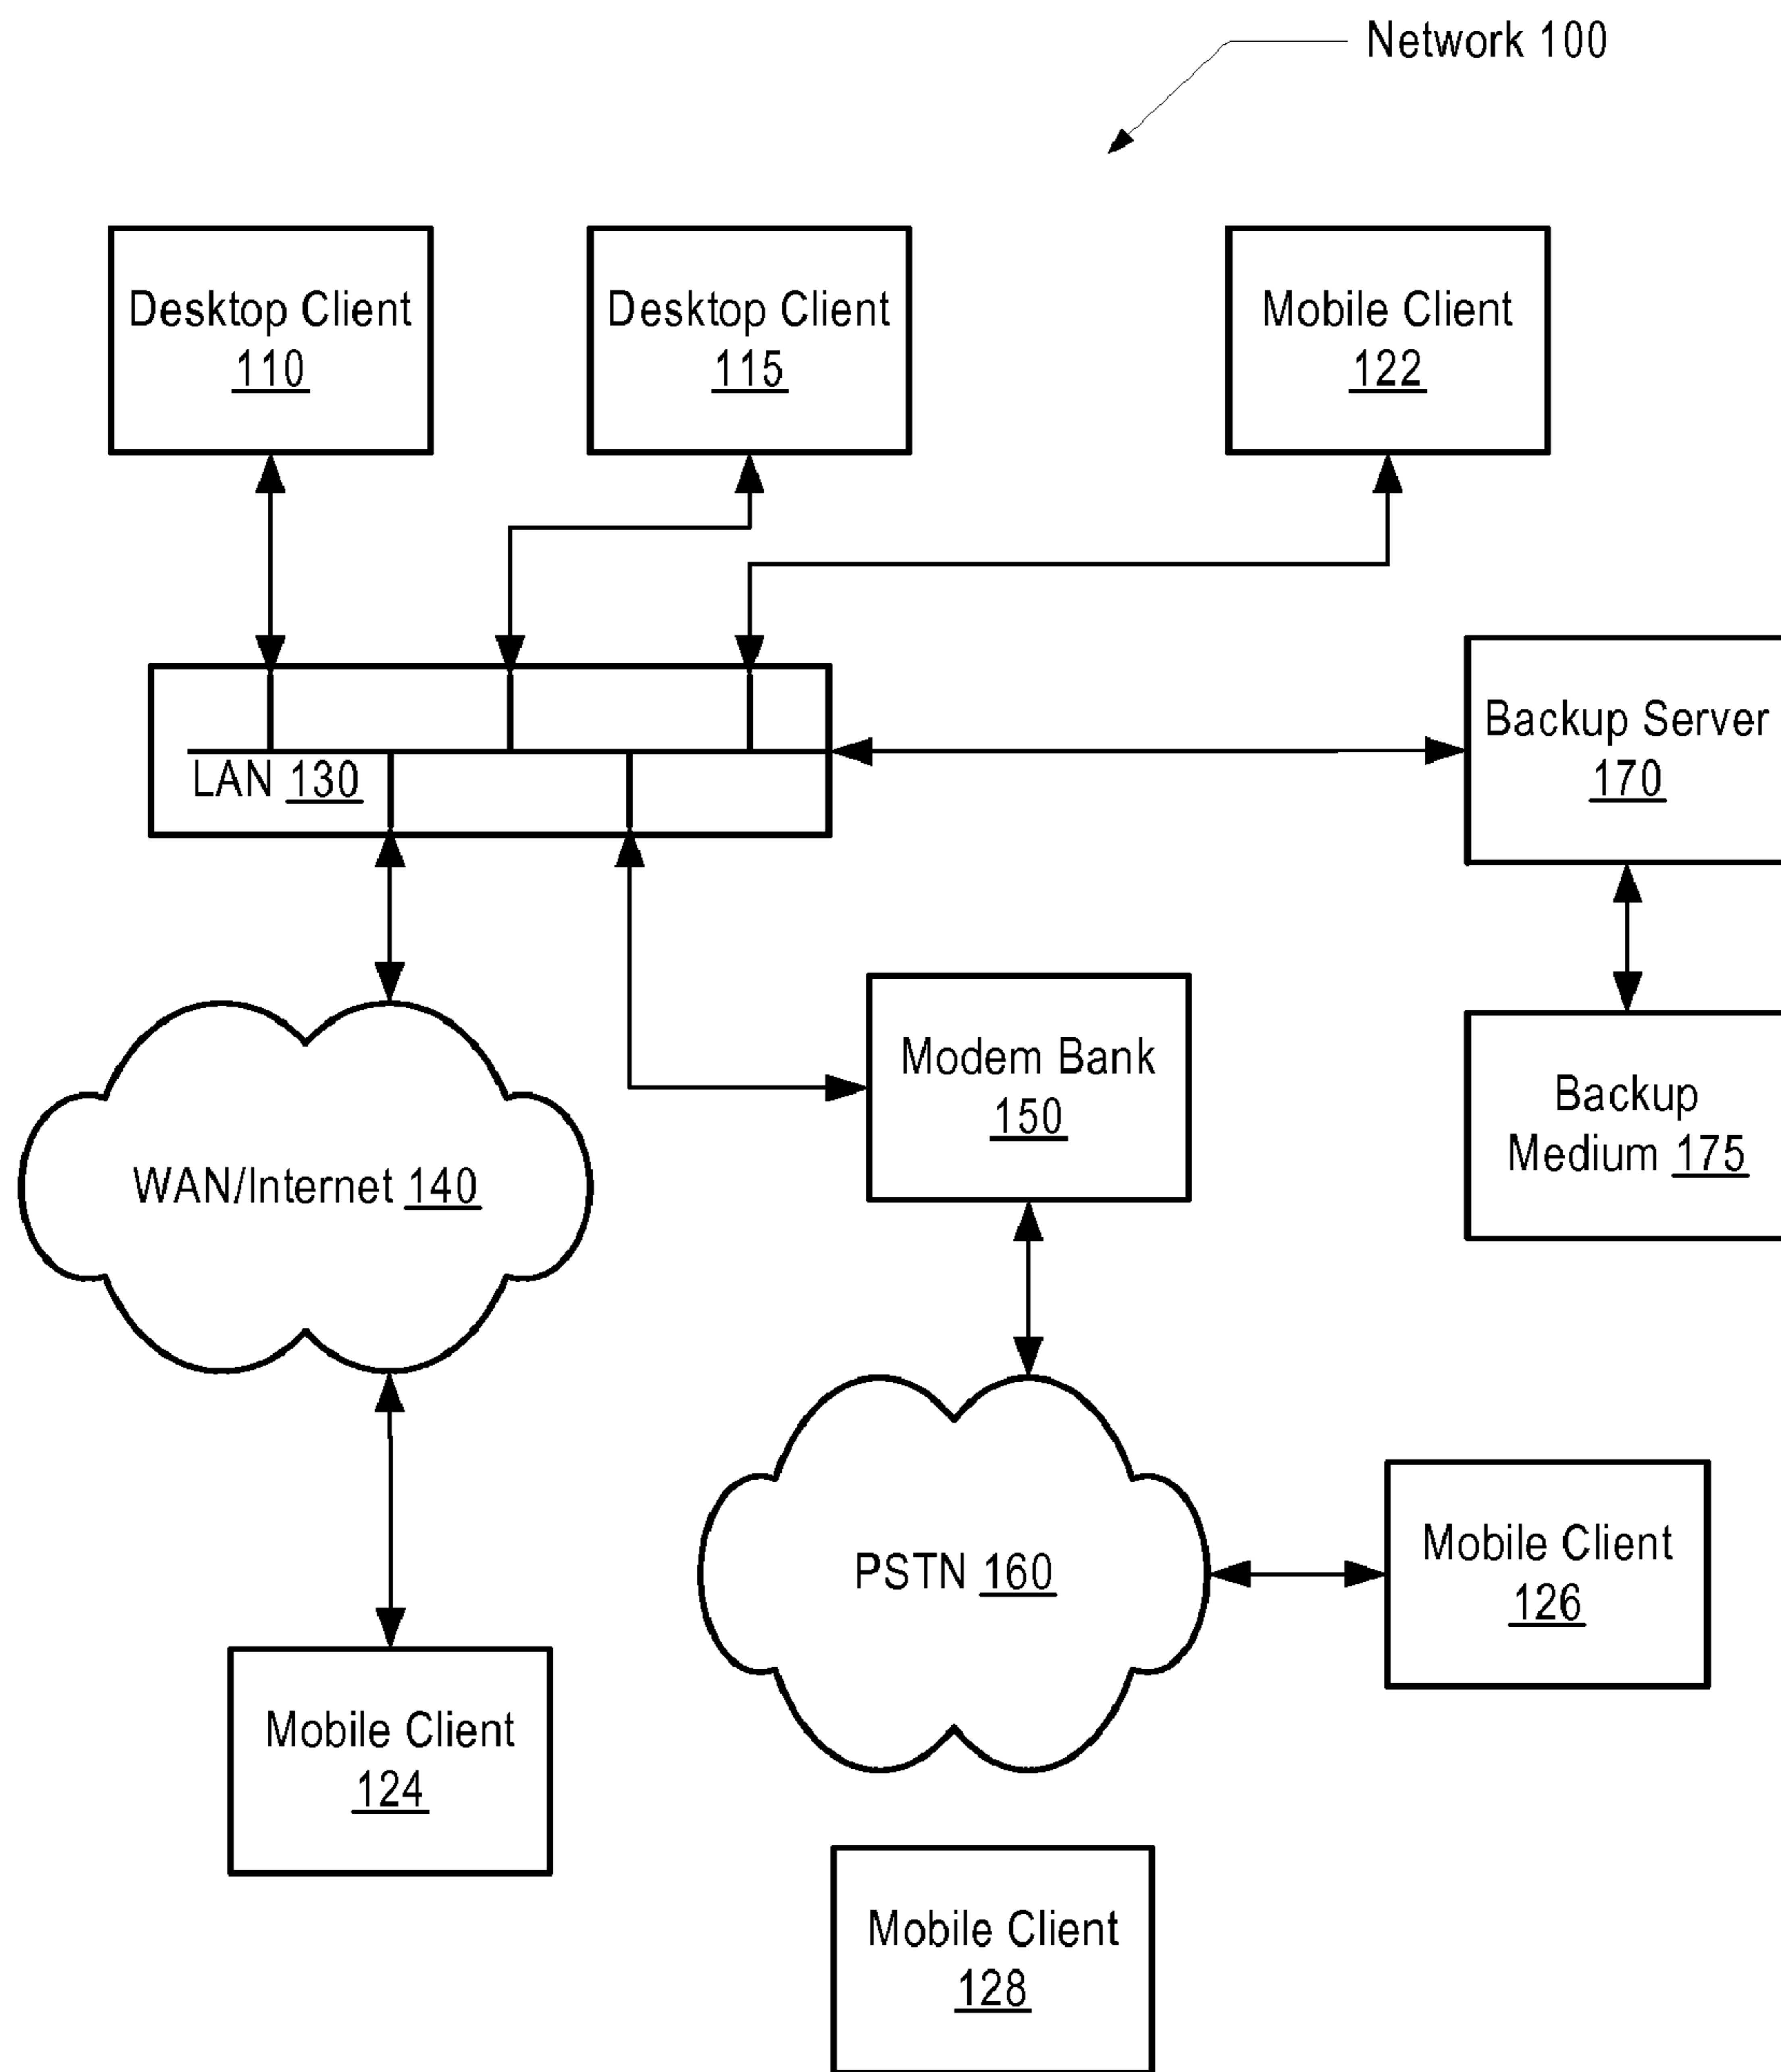 Network 100
Desktop Client
110
Desktop Client
115
Mobile Client
122
LAN 130
Backup Server
170
WAN/Internet 140
Modem Bank
150
Backup
Medium 175
PSTN 160
Mobile Client
126
Mobile Client
124
Mobile Client
128